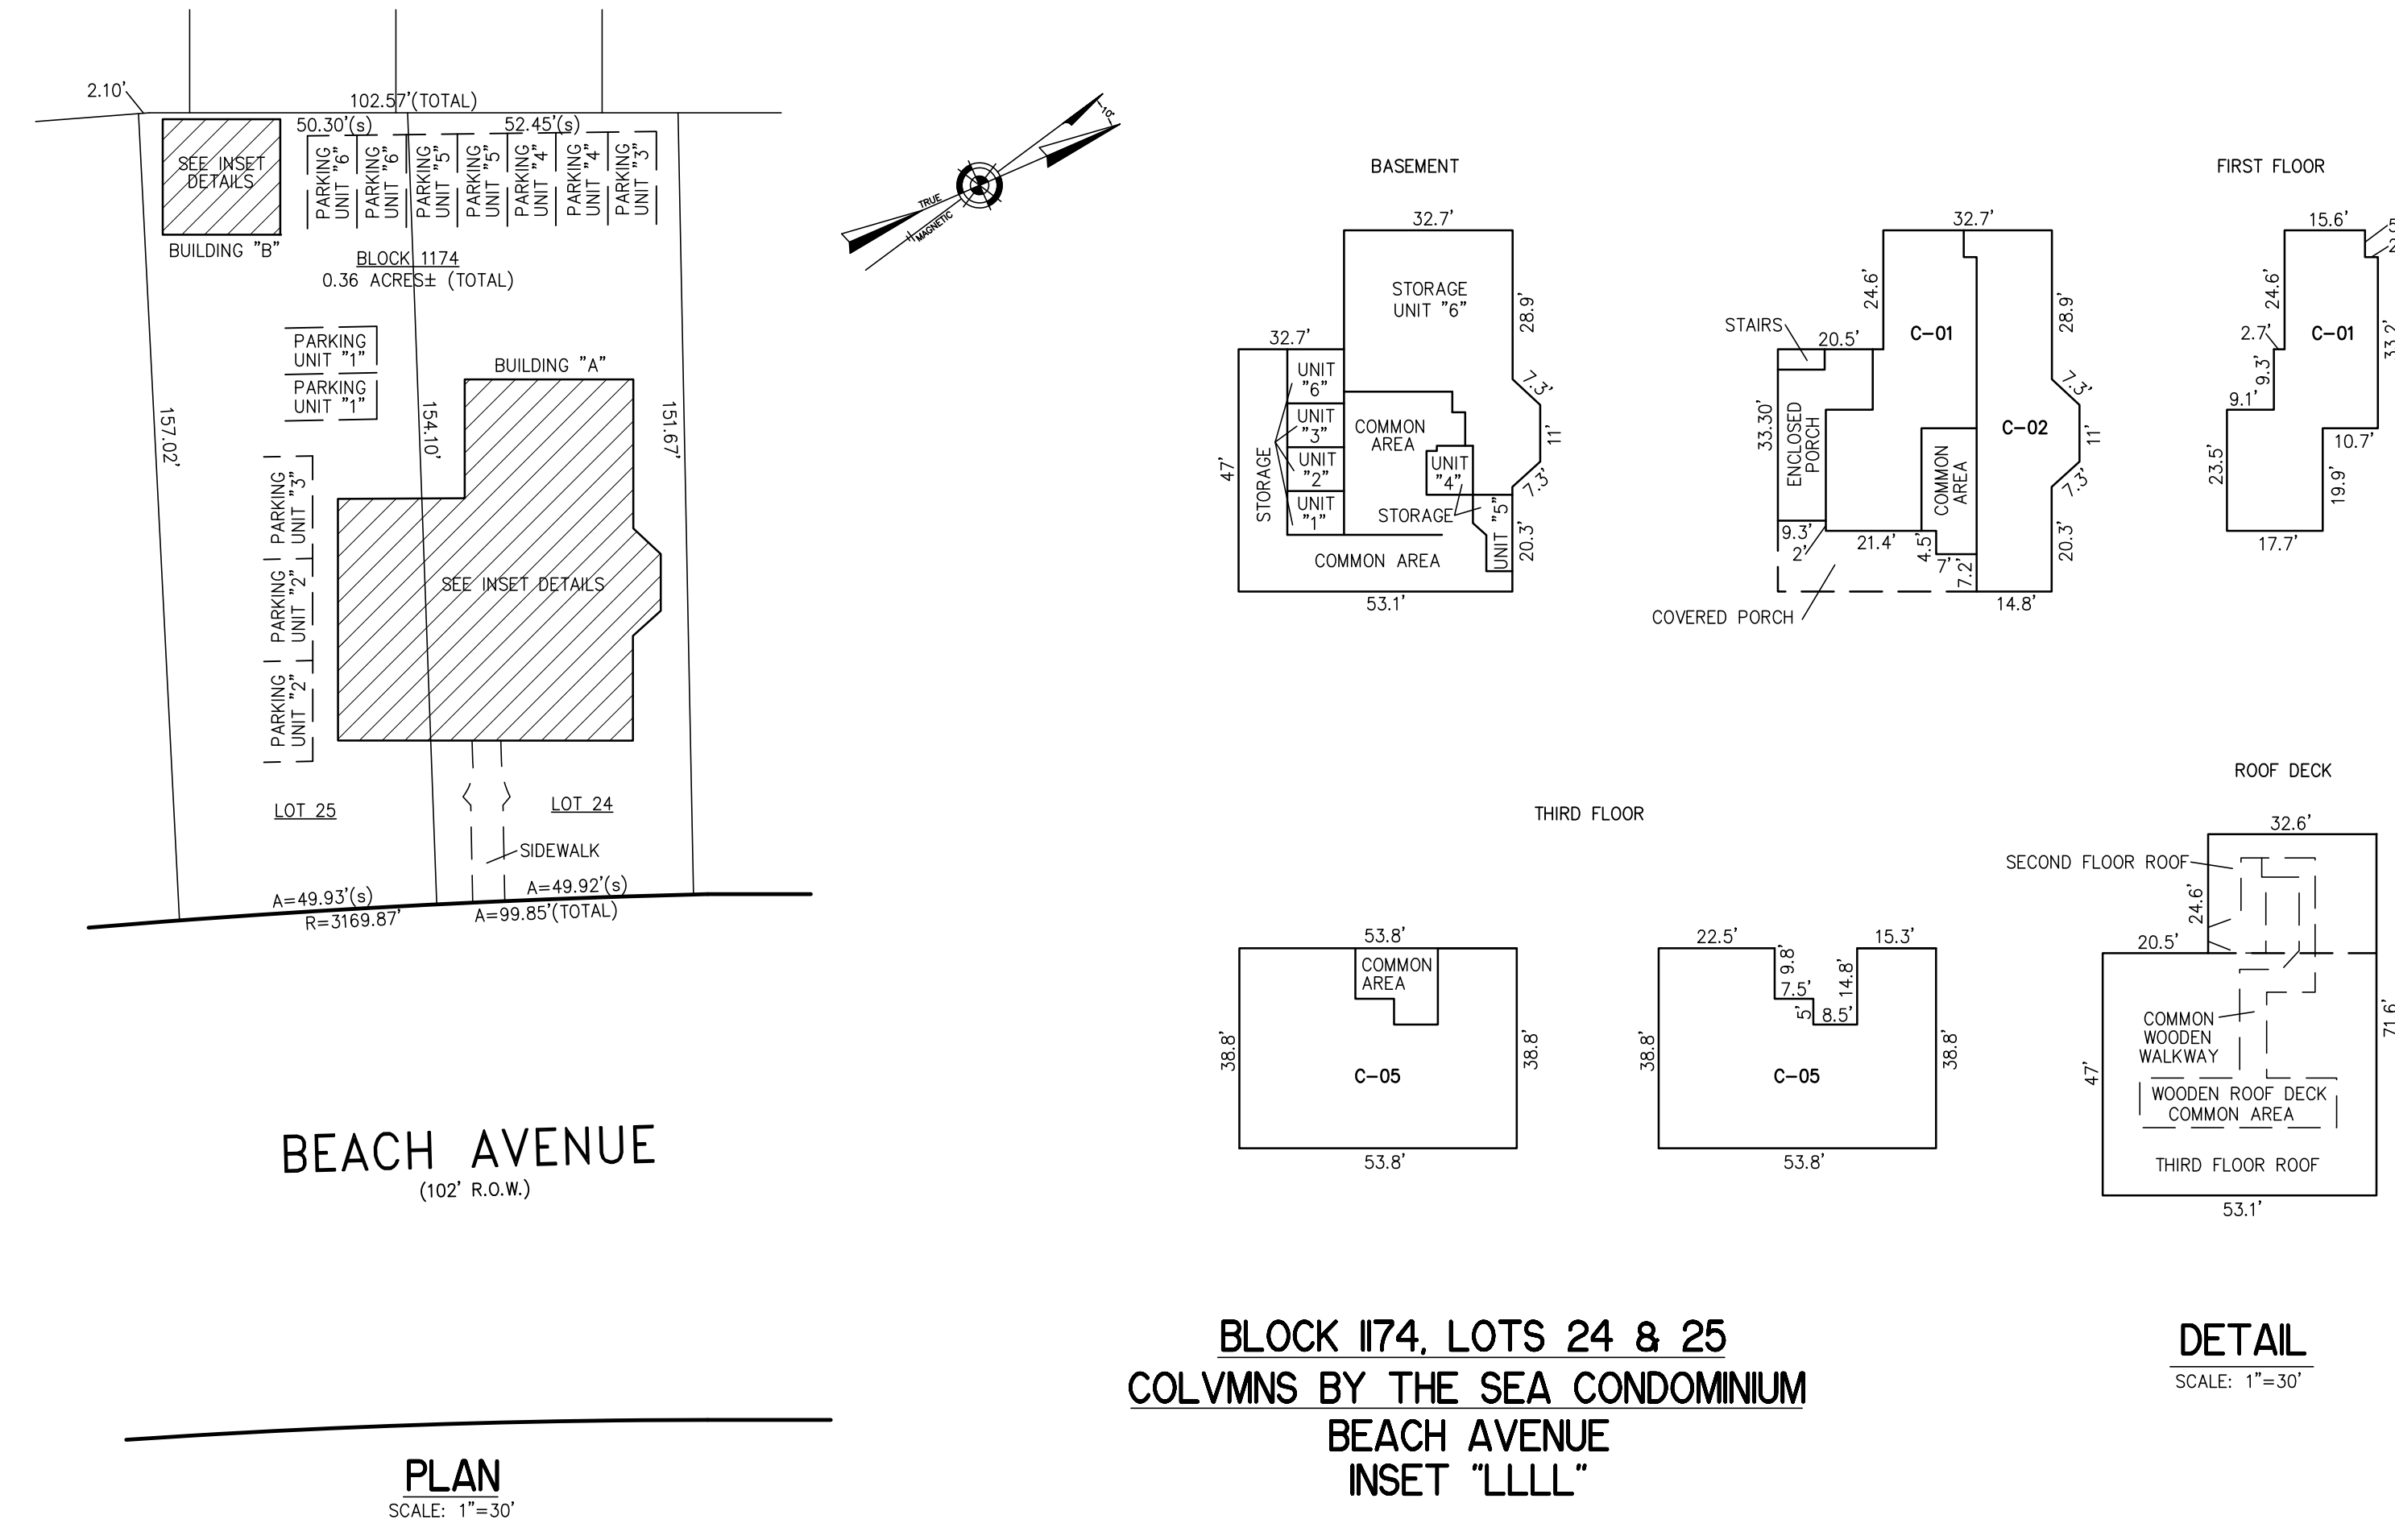 2.10'
102.57'(TOTAL)
50.30'(s)
52.45'(s)
SEE INSET
DETAILS
BUILDING "B"
PARKING
UNIT "6"
PARKING
UNIT "6"
PARKING
UNIT "5"
PARKING
UNIT "5"
PARKING
UNIT "4"
PARKING
UNIT "4"
PARKING
UNIT "3"
BLOCK 1174
0.36 ACRES± (TOTAL)
PARKING
UNIT "1"
PARKING
UNIT "1"
BUILDING "A"
157.02'
154.10'
151.67'
PARKING
UNIT "3"
PARKING
UNIT "2"
PARKING
UNIT "2"
SEE INSET DETAILS
LOT 25
LOT 24
SIDEWALK
A=49.93'(s)
A=49.92'(s)
R=3169.87'
A=99.85'(TOTAL)
BEACH AVENUE
(102' R.O.W.)
PLAN
SCALE: 1"=30'
TRUE
MAGNETIC
10'
BASEMENT
32.7'
STORAGE
UNIT "6"
28.9'
32.7'
7.3'
UNIT
"6"
UNIT
"3"
UNIT
"2"
UNIT
"1"
COMMON
AREA
11'
47'
STORAGE
UNIT
"4"
7.3'
STORAGE
UNIT "5"
20.3'
COMMON AREA
53.1'
FIRST FLOOR
32.7'
24.6'
28.9'
STAIRS
20.5'
C-01
7.3'
33.30'
ENCLOSED
PORCH
C-02
11'
COMMON
AREA
7.3'
9.3'
2'
21.4'
4.5'
7'
7.2'
20.3'
14.8'
COVERED PORCH
15.6'
24.6'
2.7'
C-01
33.2'
9.3'
9.1'
10.7'
23.5'
19.9'
17.7'
THIRD FLOOR
53.8'
COMMON
AREA
38.8'
38.8'
C-05
53.8'
22.5'
15.3'
9.8'
7.5'
14.8'
5'
8.5'
38.8'
38.8'
C-05
53.8'
ROOF DECK
32.6'
SECOND FLOOR ROOF
24.6'
20.5'
COMMON
WOODEN
WALKWAY
71.6'
47'
WOODEN ROOF DECK
COMMON AREA
THIRD FLOOR ROOF
53.1'
BLOCK 1174, LOTS 24 & 25
COLVMNS BY THE SEA CONDOMINIUM
BEACH AVENUE
INSET "LLLL"
DETAIL
SCALE: 1"=30'